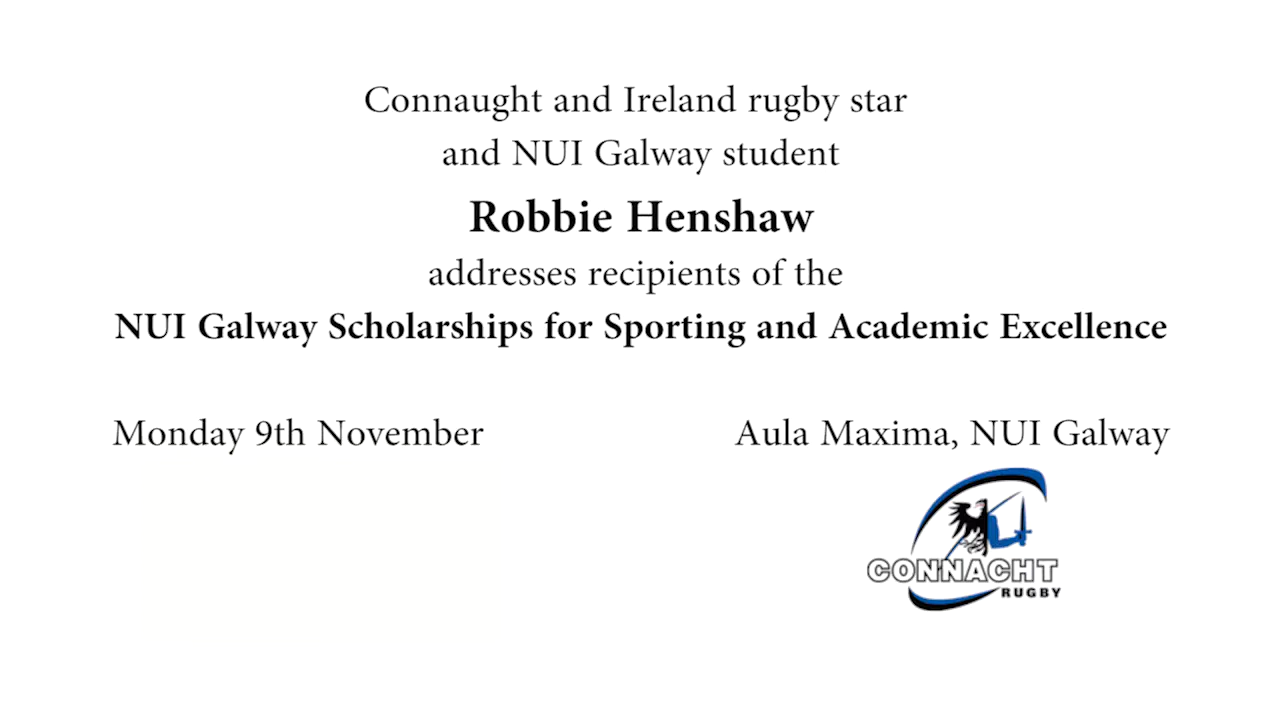 Connaught and Ireland rugby star
and NUI Galway student
Robbie Henshaw
addresses recipients of the
NUI Galway Scholarships for Sporting and Academic Excellence
Monday 9th November
Aula Maxima, NUI Galway
CONNACHT
RUGBY